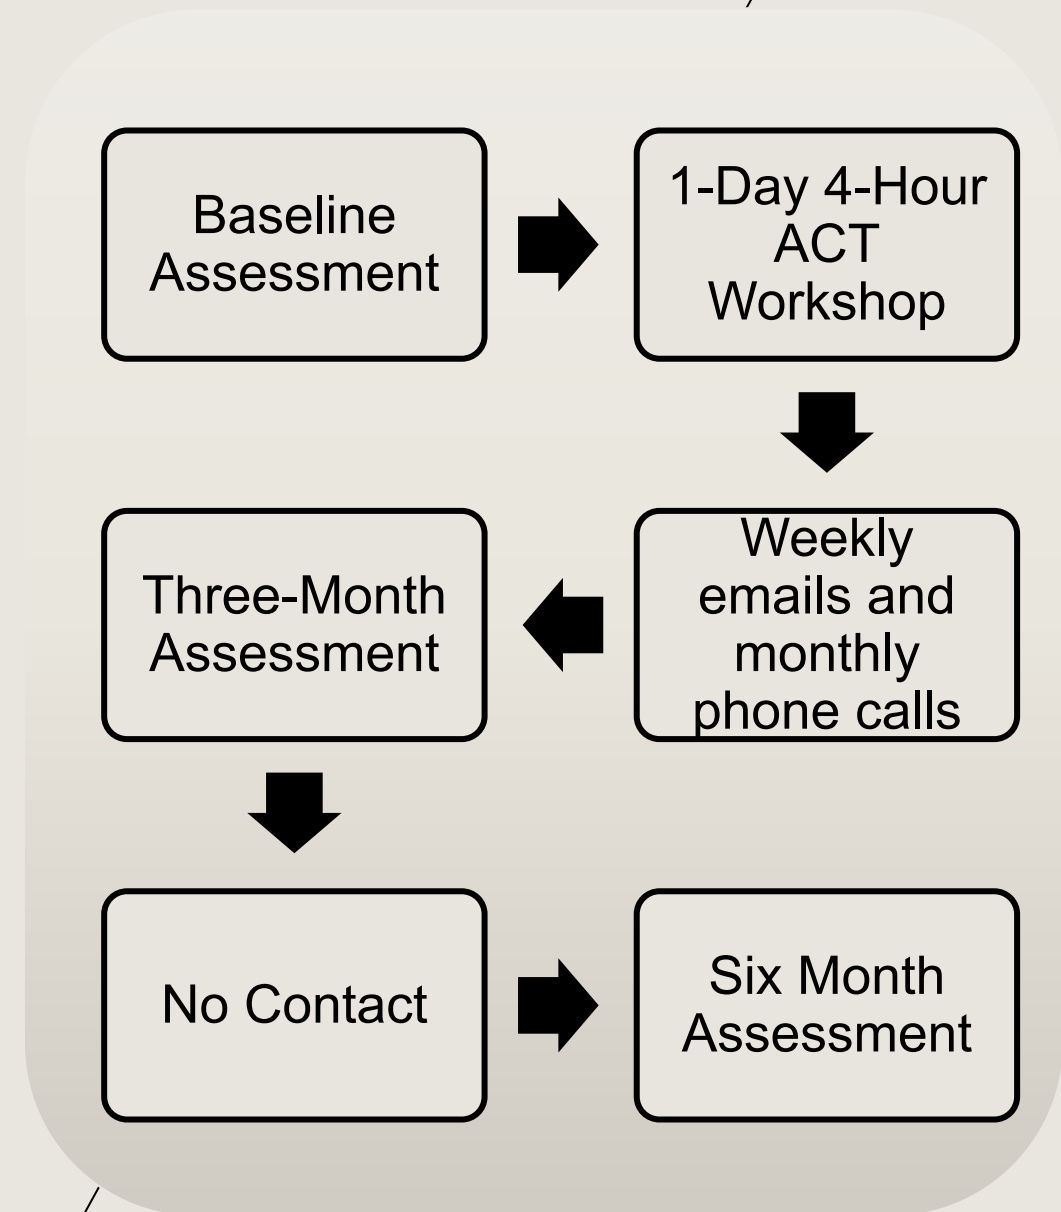 Baseline
Assessment
1-Day 4-Hour
ACT
Workshop
Weekly
emails and
monthly
phone calls
Three-Month
Assessment
No Contact
Six Month
Assessment